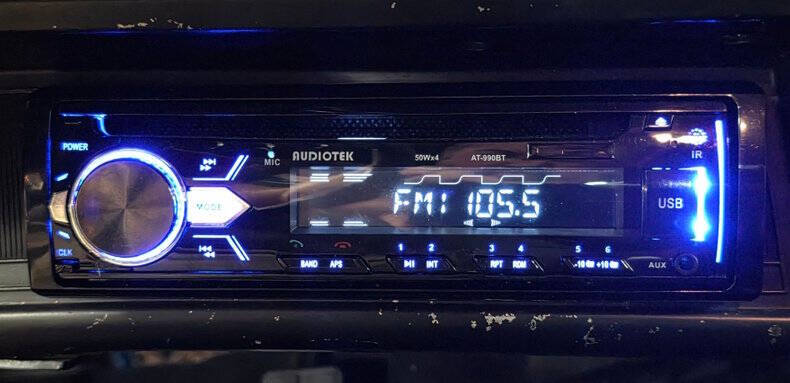 POWER
MIC
AUDIOTEK
50Wx4
AT-990BT
IR
MODE
FM1 105.5
USB
CLK
1
2
3
4
5
6
BAND
APS
INT
RPT
RDM
-10
+10
AUX